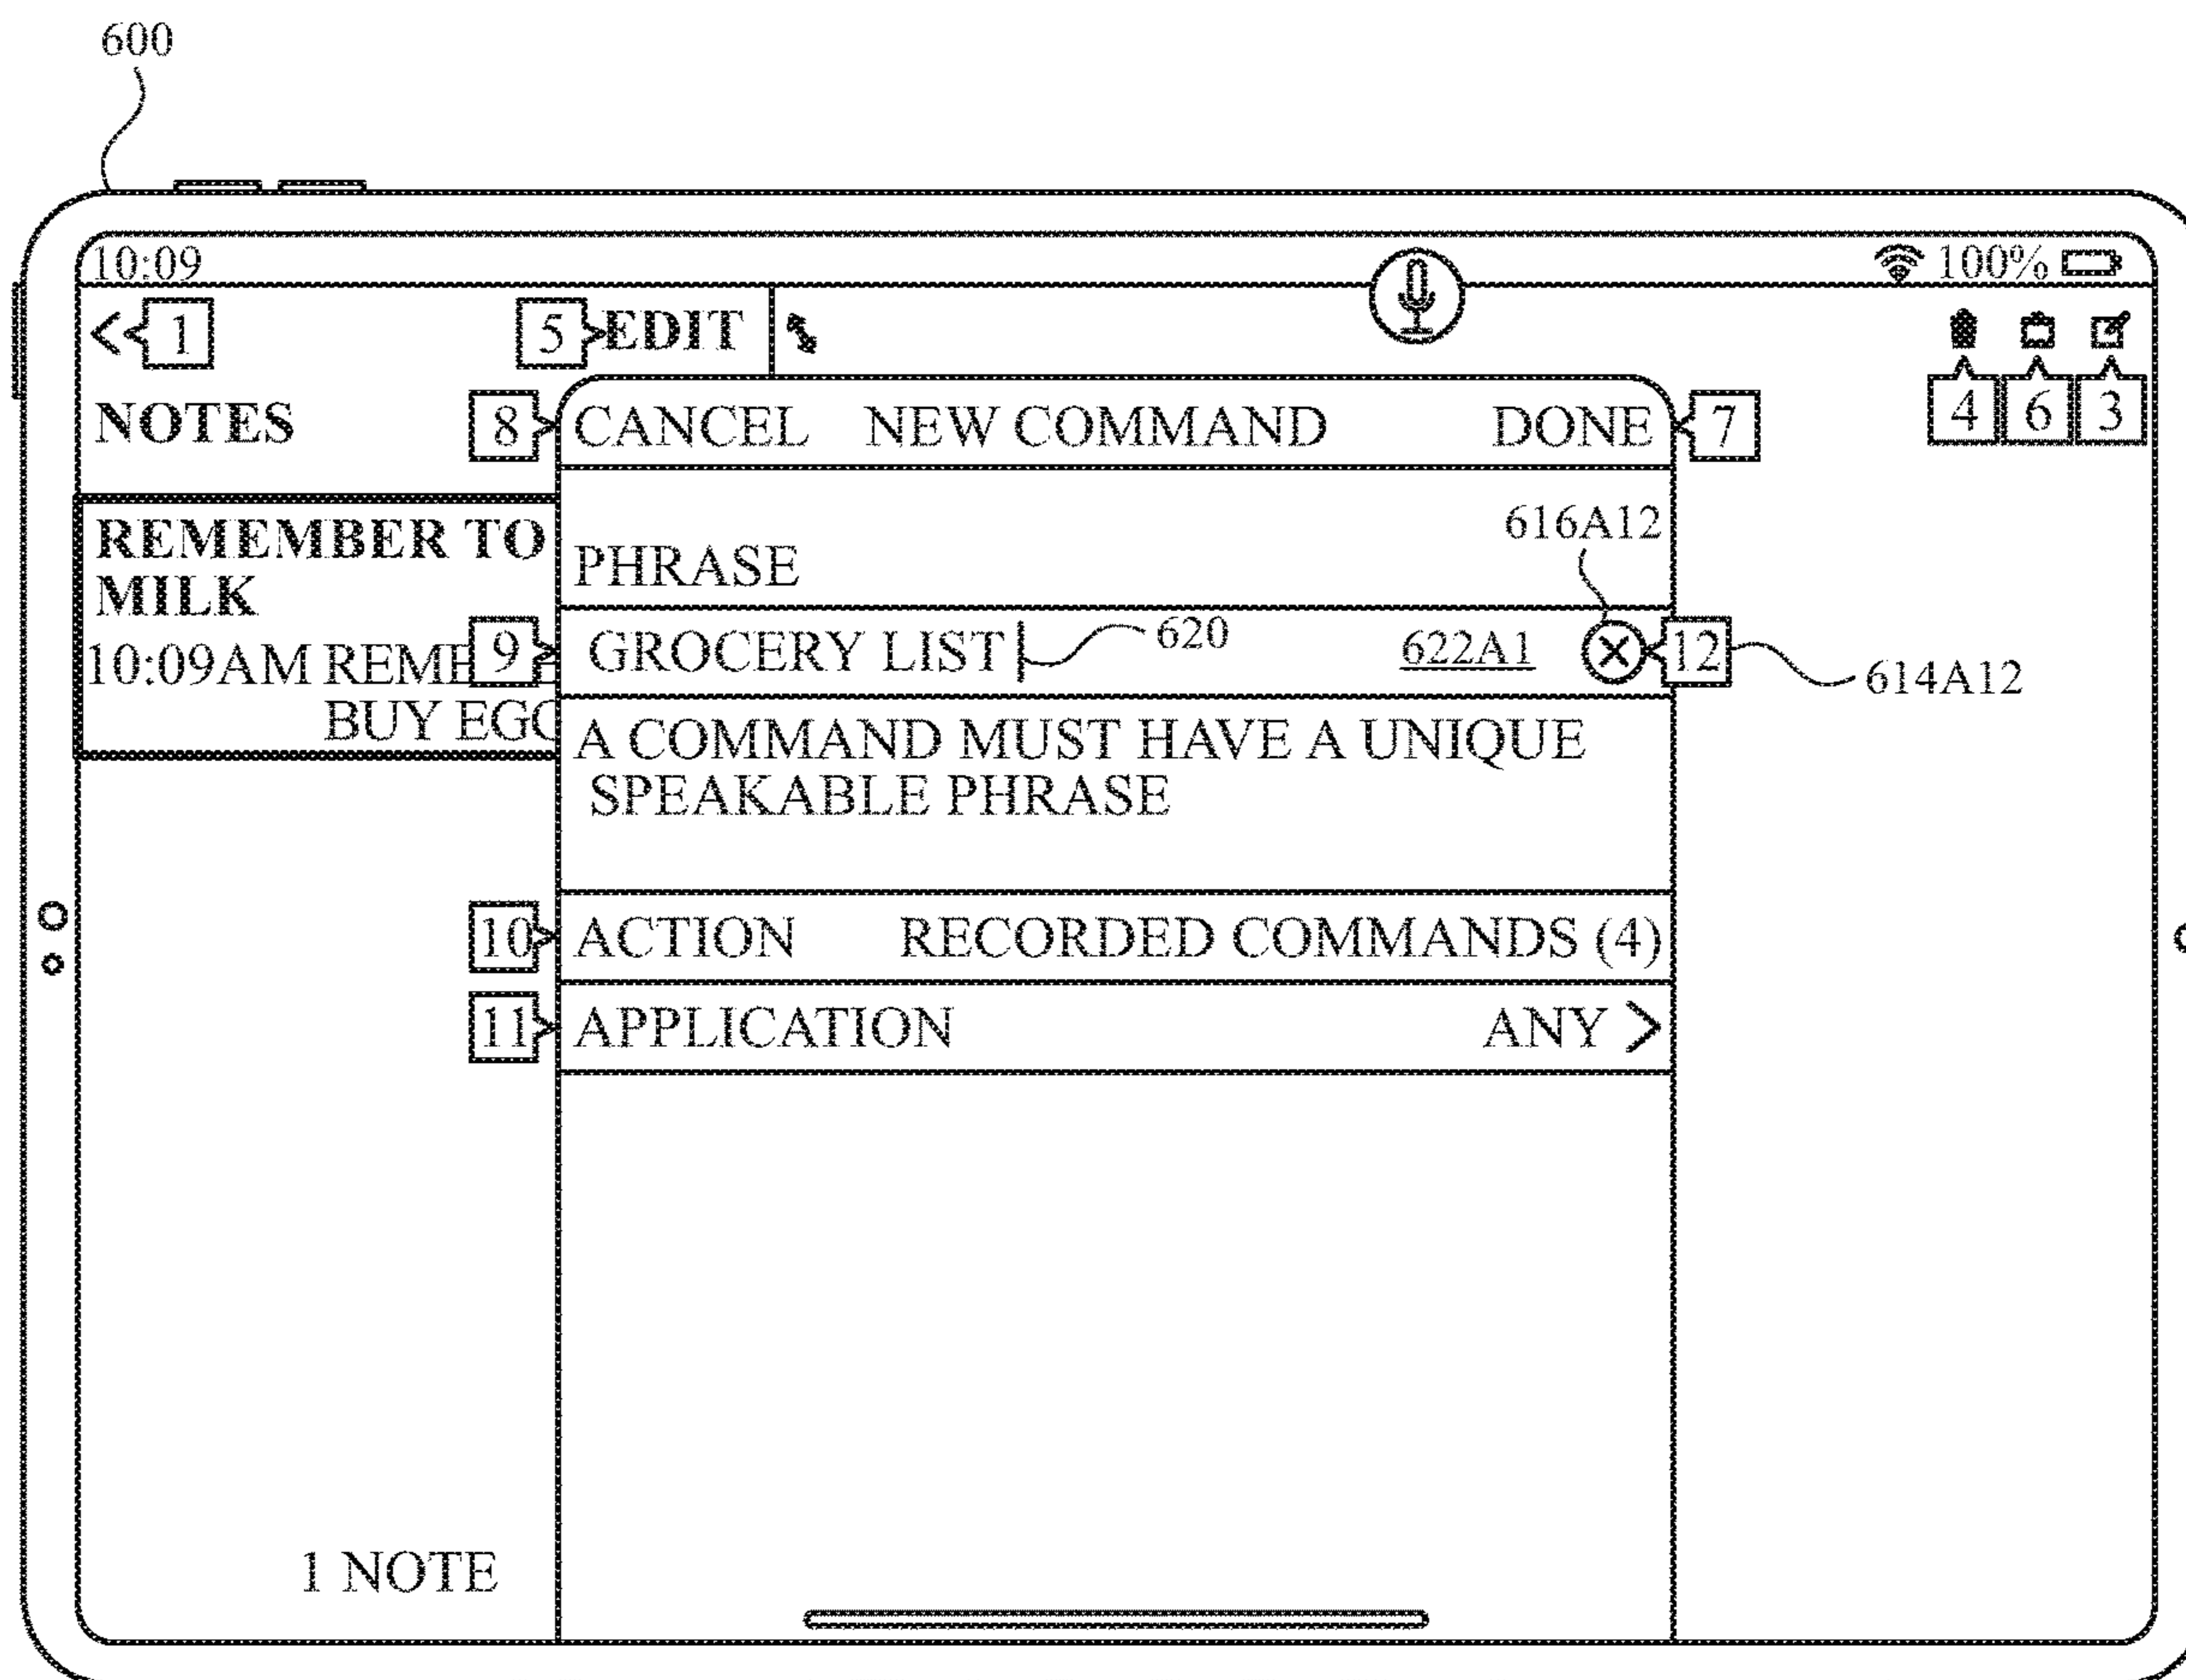 600
10:09 100%
1 5 EDIT
4 6 3
NOTES 8 CANCEL NEW COMMAND DONE 7
REMEMBER TO
MILK
616A12
PHRASE
10:09AM REME 9 GROCERY LIST 620 622A1 12 614A12
BUY EGG
A COMMAND MUST HAVE A UNIQUE
SPEAKABLE PHRASE
10 ACTION RECORDED COMMANDS (4)
11 APPLICATION ANY >
1 NOTE